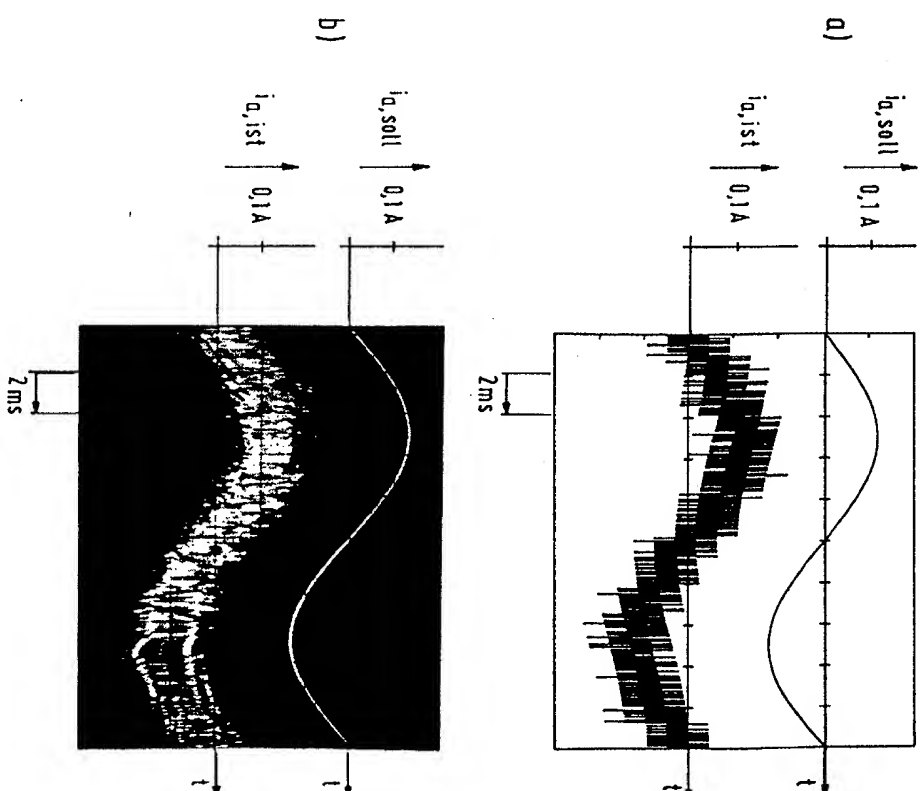 a)
i_a,soll
0,1 A
i_a,ist
0,1 A
t
t
2 ms
b)
i_a,soll
0,1 A
i_a,ist
0,1 A
t
t
2 ms